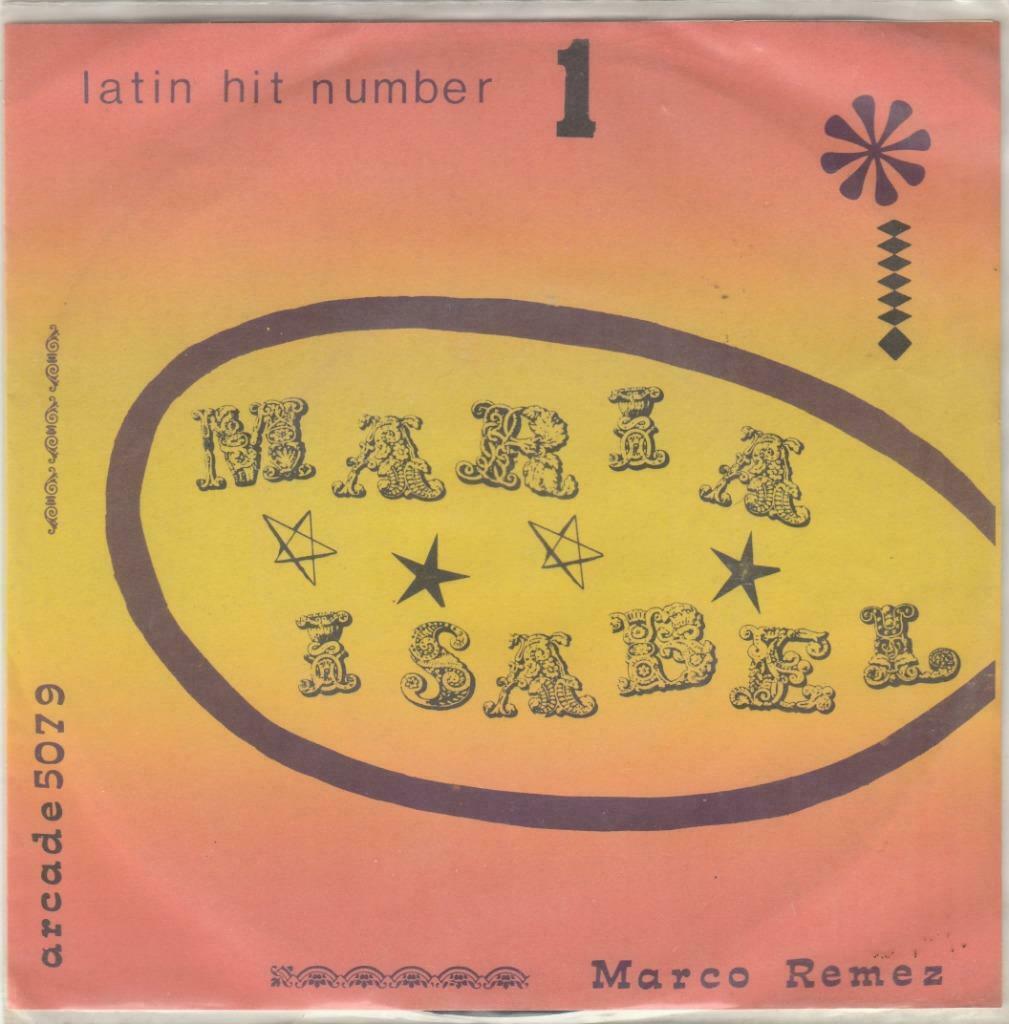 latin hit number 1
MARIA
ISABEL
arcade 5079
Marco Remez